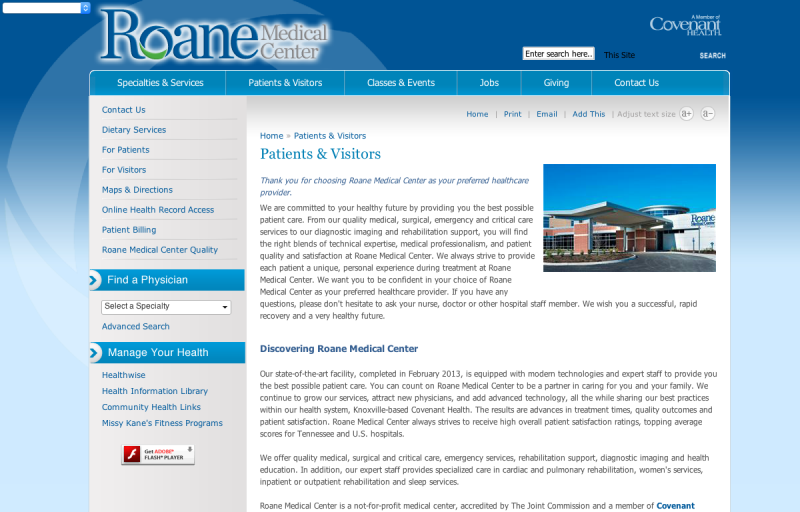 Roane Medical Center
A Member of
Covenant
HEALTH
Enter search here..
This Site
SEARCH
Specialties & Services
Patients & Visitors
Classes & Events
Jobs
Giving
Contact Us
Contact Us
Dietary Services
For Patients
For Visitors
Maps & Directions
Online Health Record Access
Patient Billing
Roane Medical Center Quality
Find a Physician
Select a Specialty
Advanced Search
Manage Your Health
Healthwise
Health Information Library
Community Health Links
Missy Kane's Fitness Programs
Get ADOBE®
FLASH® PLAYER
Home | Print | Email | Add This | Adjust text size a+ a-
Home » Patients & Visitors
Patients & Visitors
Thank you for choosing Roane Medical Center as your preferred healthcare
provider.
We are committed to your healthy future by providing you the best possible
patient care. From our quality medical, surgical, emergency and critical care
services to our diagnostic imaging and rehabilitation support, you will find
the right blends of technical expertise, medical professionalism, and patient
quality and satisfaction at Roane Medical Center. We always strive to provide
each patient a unique, personal experience during treatment at Roane
Medical Center. We want you to be confident in your choice of Roane
Medical Center as your preferred healthcare provider. If you have any
questions, please don't hesitate to ask your nurse, doctor or other hospital staff member. We wish you a successful, rapid
recovery and a very healthy future.
Roane
Discovering Roane Medical Center
Our state-of-the-art facility, completed in February 2013, is equipped with modern technologies and expert staff to provide you
the best possible patient care. You can count on Roane Medical Center to be a partner in caring for you and your family. We
continue to grow our services, attract new physicians, and add advanced technology, all the while sharing our best practices
within our health system, Knoxville-based Covenant Health. The results are advances in treatment times, quality outcomes and
patient satisfaction. Roane Medical Center always strives to receive high overall patient satisfaction ratings, topping average
scores for Tennessee and U.S. hospitals.
We offer quality medical, surgical and critical care, emergency services, rehabilitation support, diagnostic imaging and health
education. In addition, our expert staff provides specialized care in cardiac and pulmonary rehabilitation, women's services,
inpatient or outpatient rehabilitation and sleep services.
Roane Medical Center is a not-for-profit medical center, accredited by The Joint Commission and a member of Covenant